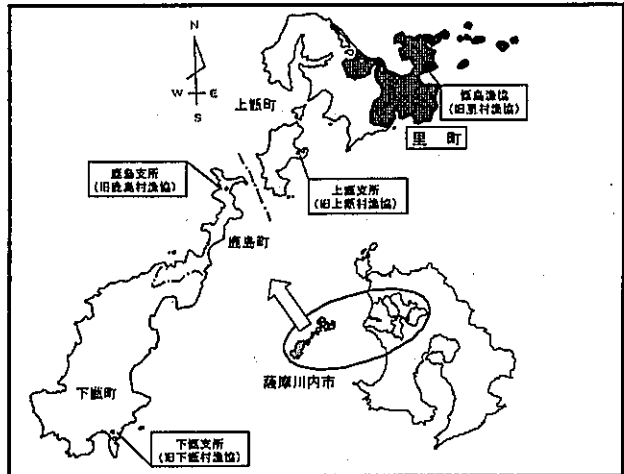 N
W E
S
上甑町
甑島漁協
(旧里村漁協)
里 町
鹿島支所
(旧鹿島村漁協)
上甑支所
(旧上甑村漁協)
鹿島町
薩摩川内市
下甑町
下甑支所
(旧下甑村漁協)